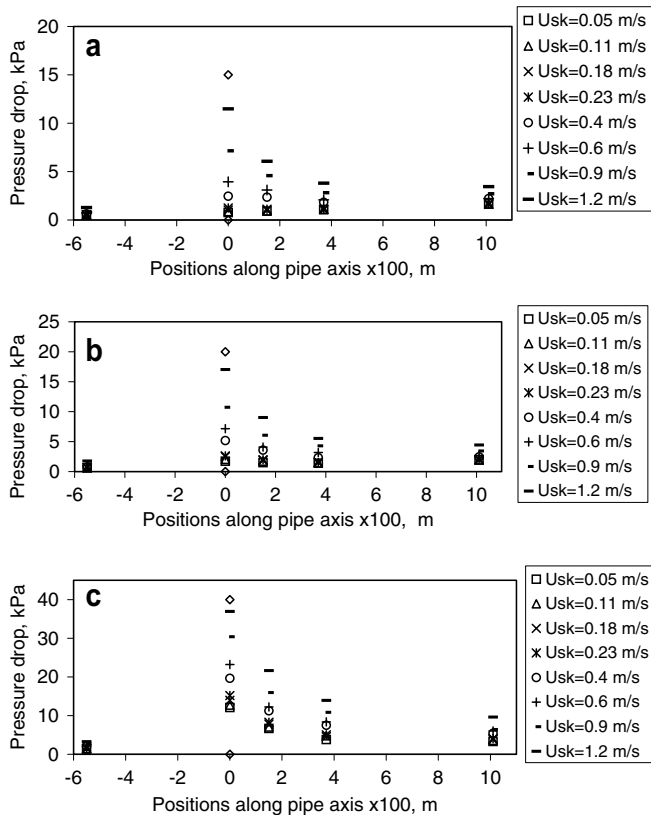 a
Pressure drop, kPa
20
15
10
5
0
-6 -4 -2 0 2 4 6 8 10
Positions along pipe axis x100, m
Usk=0.05 m/s
Usk=0.11 m/s
Usk=0.18 m/s
Usk=0.23 m/s
Usk=0.4 m/s
Usk=0.6 m/s
Usk=0.9 m/s
Usk=1.2 m/s
b
Pressure drop, kPa
25
20
15
10
5
0
-6 -4 -2 0 2 4 6 8 10
Positions along pipe axis x100, m
Usk=0.05 m/s
Usk=0.11 m/s
Usk=0.18 m/s
Usk=0.23 m/s
Usk=0.4 m/s
Usk=0.6 m/s
Usk=0.9 m/s
Usk=1.2 m/s
c
Pressure drop, kPa
40
30
20
10
0
-6 -4 -2 0 2 4 6 8 10
Positions along pipe axis x100, m
Usk=0.05 m/s
Usk=0.11 m/s
Usk=0.18 m/s
Usk=0.23 m/s
Usk=0.4 m/s
Usk=0.6 m/s
Usk=0.9 m/s
Usk=1.2 m/s